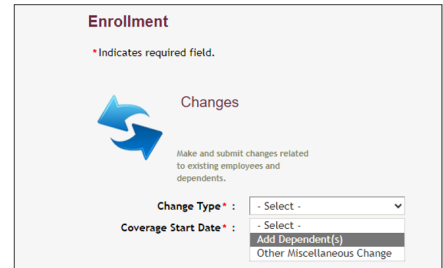 Enrollment
*Indicates required field.
Changes
Make and submit changes related
to existing employees and
dependents.
Change Type* : - Select -
Coverage Start Date* : - Select -
Add Dependent(s)
Other Miscellaneous Change